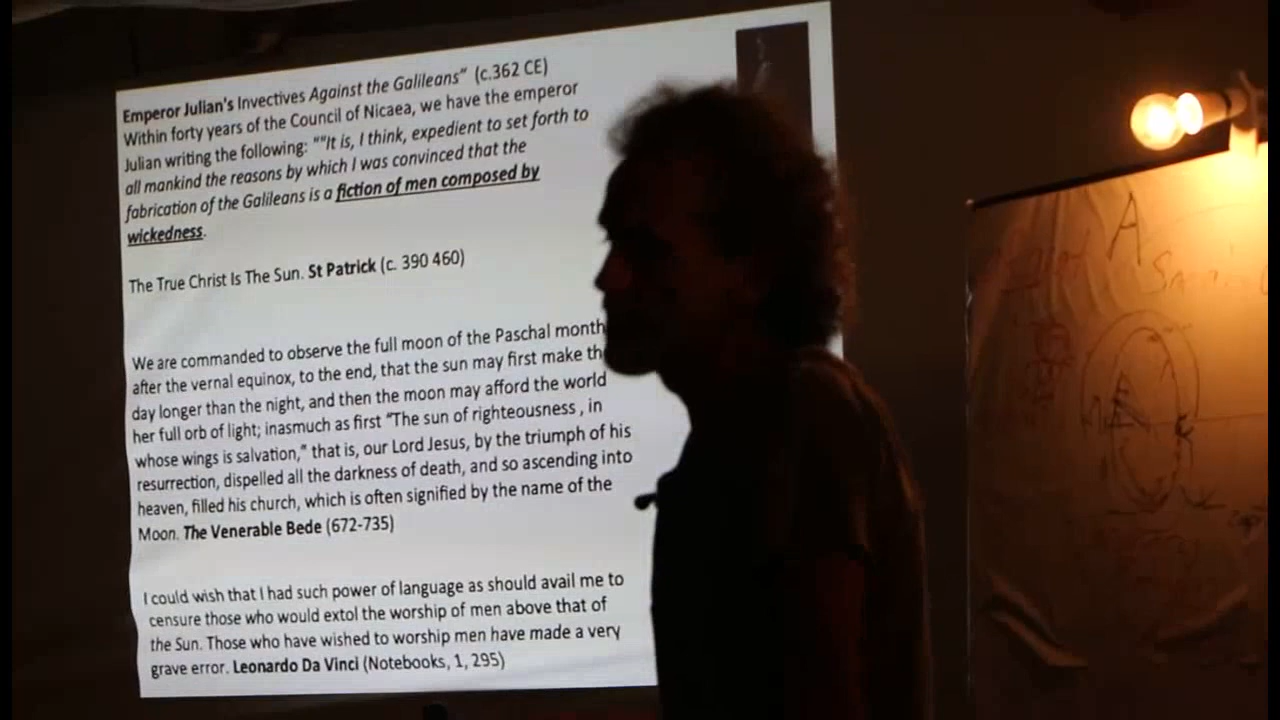 Emperor Julian's Invectives Against the Galileans" (c.362 CE)
Within forty years of the Council of Nicaea, we have the emperor
Julian writing the following: ""It is, I think, expedient to set forth to
all mankind the reasons by which I was convinced that the
fabrication of the Galileans is a fiction of men composed by
wickedness.
The True Christ Is The Sun. St Patrick (c. 390 460)
We are commanded to observe the full moon of the Paschal month
after the vernal equinox, to the end, that the sun may first make
day longer than the night, and then the moon may afford the world
her full orb of light; inasmuch as first "The sun of righteousness , in
whose wings is salvation," that is, our Lord Jesus, by the triumph of his
resurrection, dispelled all the darkness of death, and so ascending into
heaven, filled his church, which is often signified by the name of the
Moon. The Venerable Bede (672-735)
I could wish that I had such power of language as should avail me to
censure those who would extol the worship of men above that of
the Sun. Those who have wished to worship men have made a very
grave error. Leonardo Da Vinci (Notebooks, 1, 295)
A